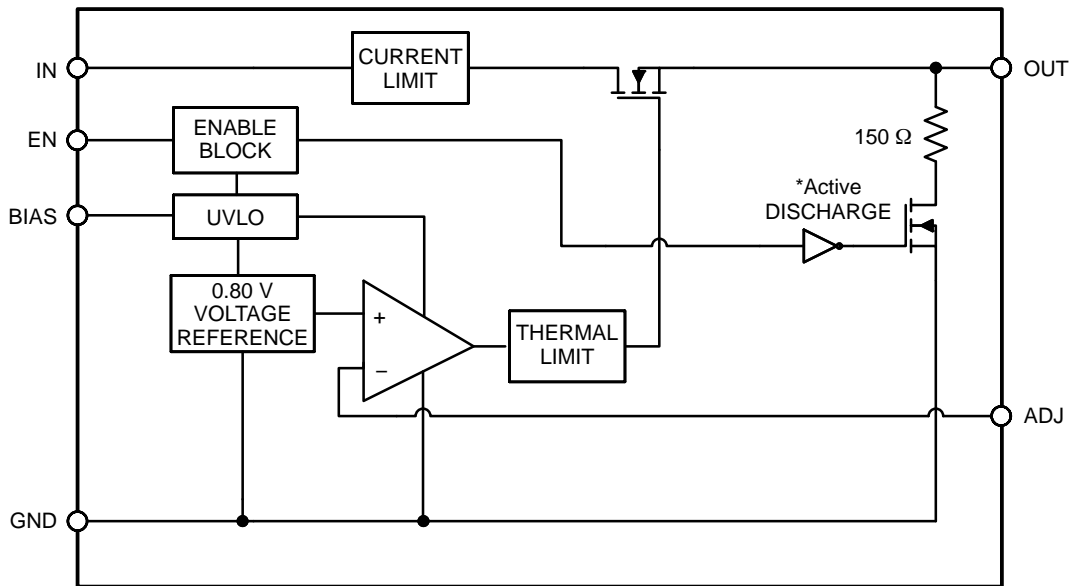 IN
CURRENT
LIMIT
OUT
EN
ENABLE
BLOCK
150 Ω
*Active
DISCHARGE
BIAS
UVLO
0.80 V
VOLTAGE
REFERENCE
+
−
THERMAL
LIMIT
ADJ
GND